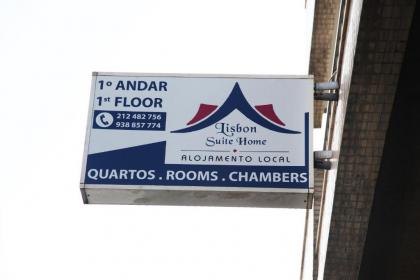 1º ANDAR
1st FLOOR
212 482 756
938 857 774
Lisbon
Suite Home
ALOJAMENTO LOCAL
QUARTOS . ROOMS . CHAMBERS